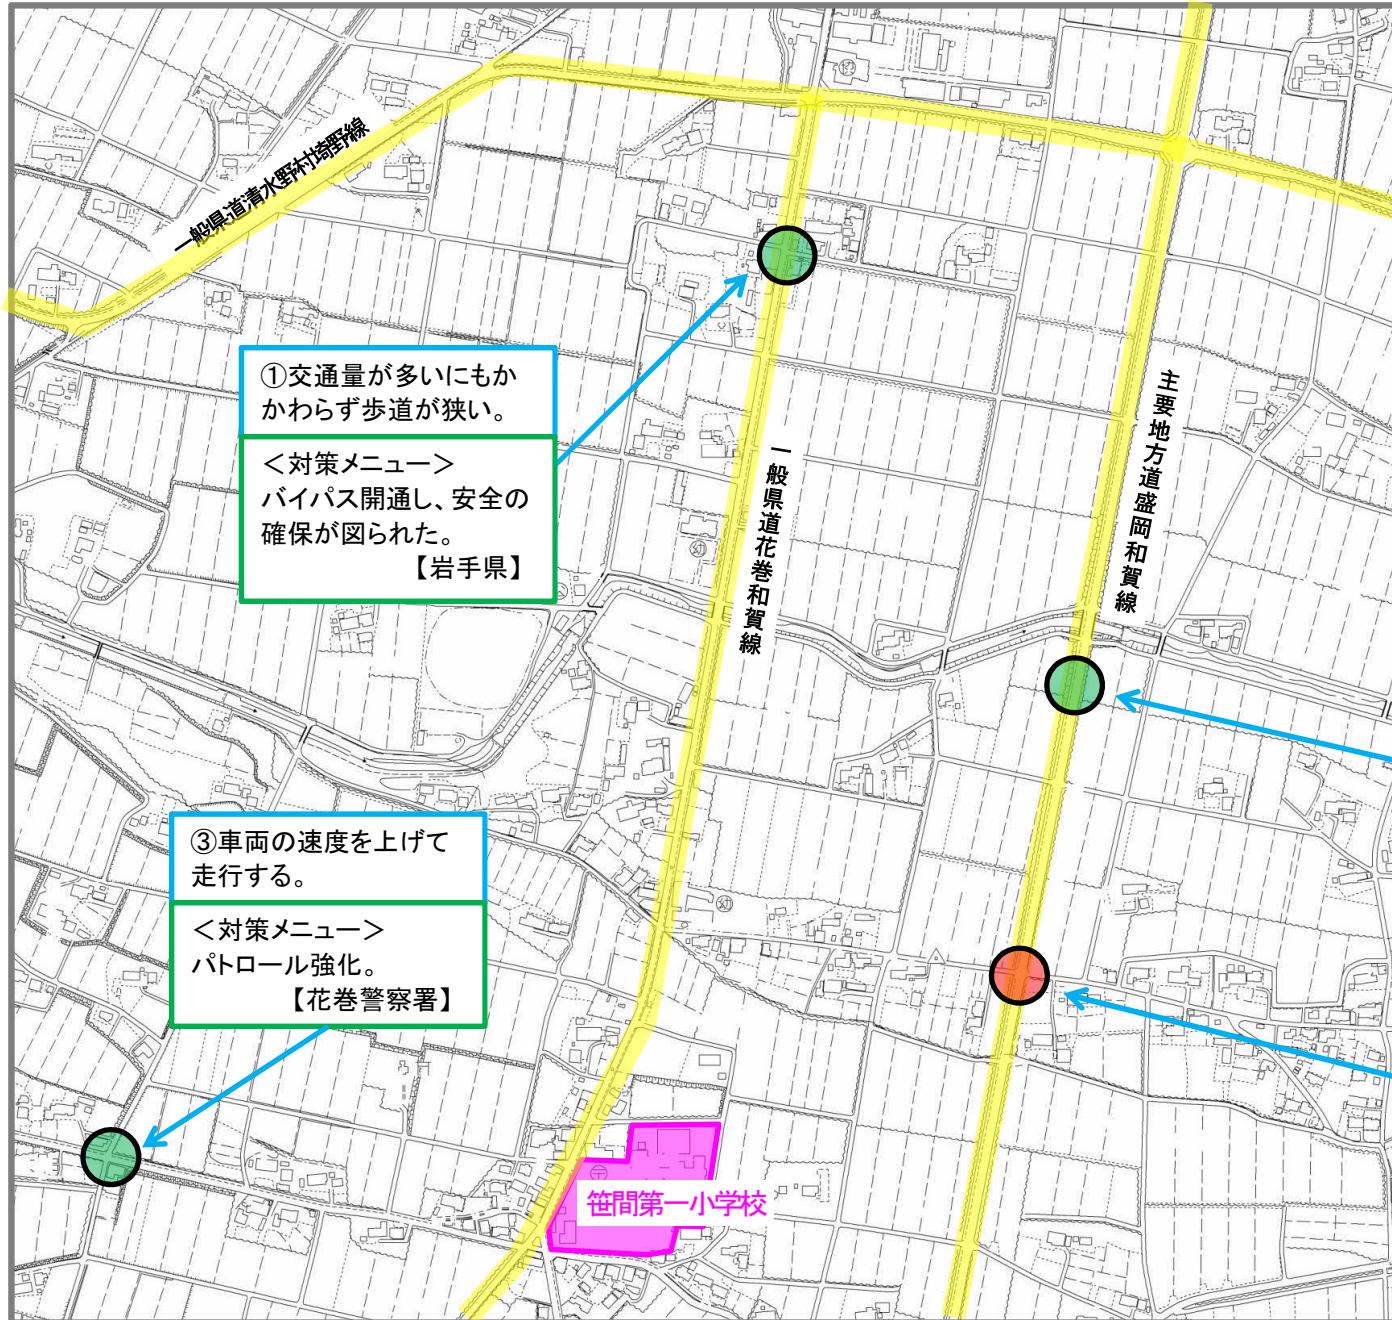 一般県道清水野村埼野線
①交通量が多いにもか
かわらず歩道が狭い。
＜対策メニュー＞
バイパス開通し、安全の
確保が図られた。
【岩手県】
一般県道花巻和賀線
主要地方道盛岡和賀線
③車両の速度を上げて
走行する。
＜対策メニュー＞
パトロール強化。
【花巻警察署】
笹間第一小学校